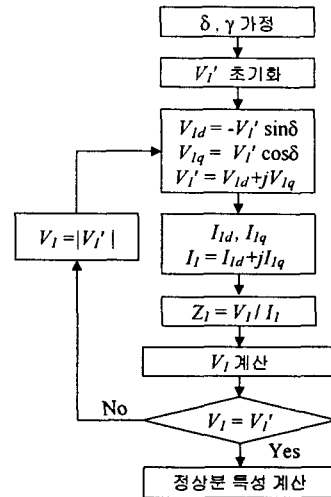 δ , γ 가정
V₁' 초기화
V₁d = -V₁' sinδ
V₁q = V₁' cosδ
V₁' = V₁d+jV₁q
I₁d, I₁q
I₁ = I₁d+jI₁q
Z₁ = V₁ / I₁
V₁ 계산
V₁ =|V₁' |
No
V₁ = V₁'
Yes
정상분 특성 계산